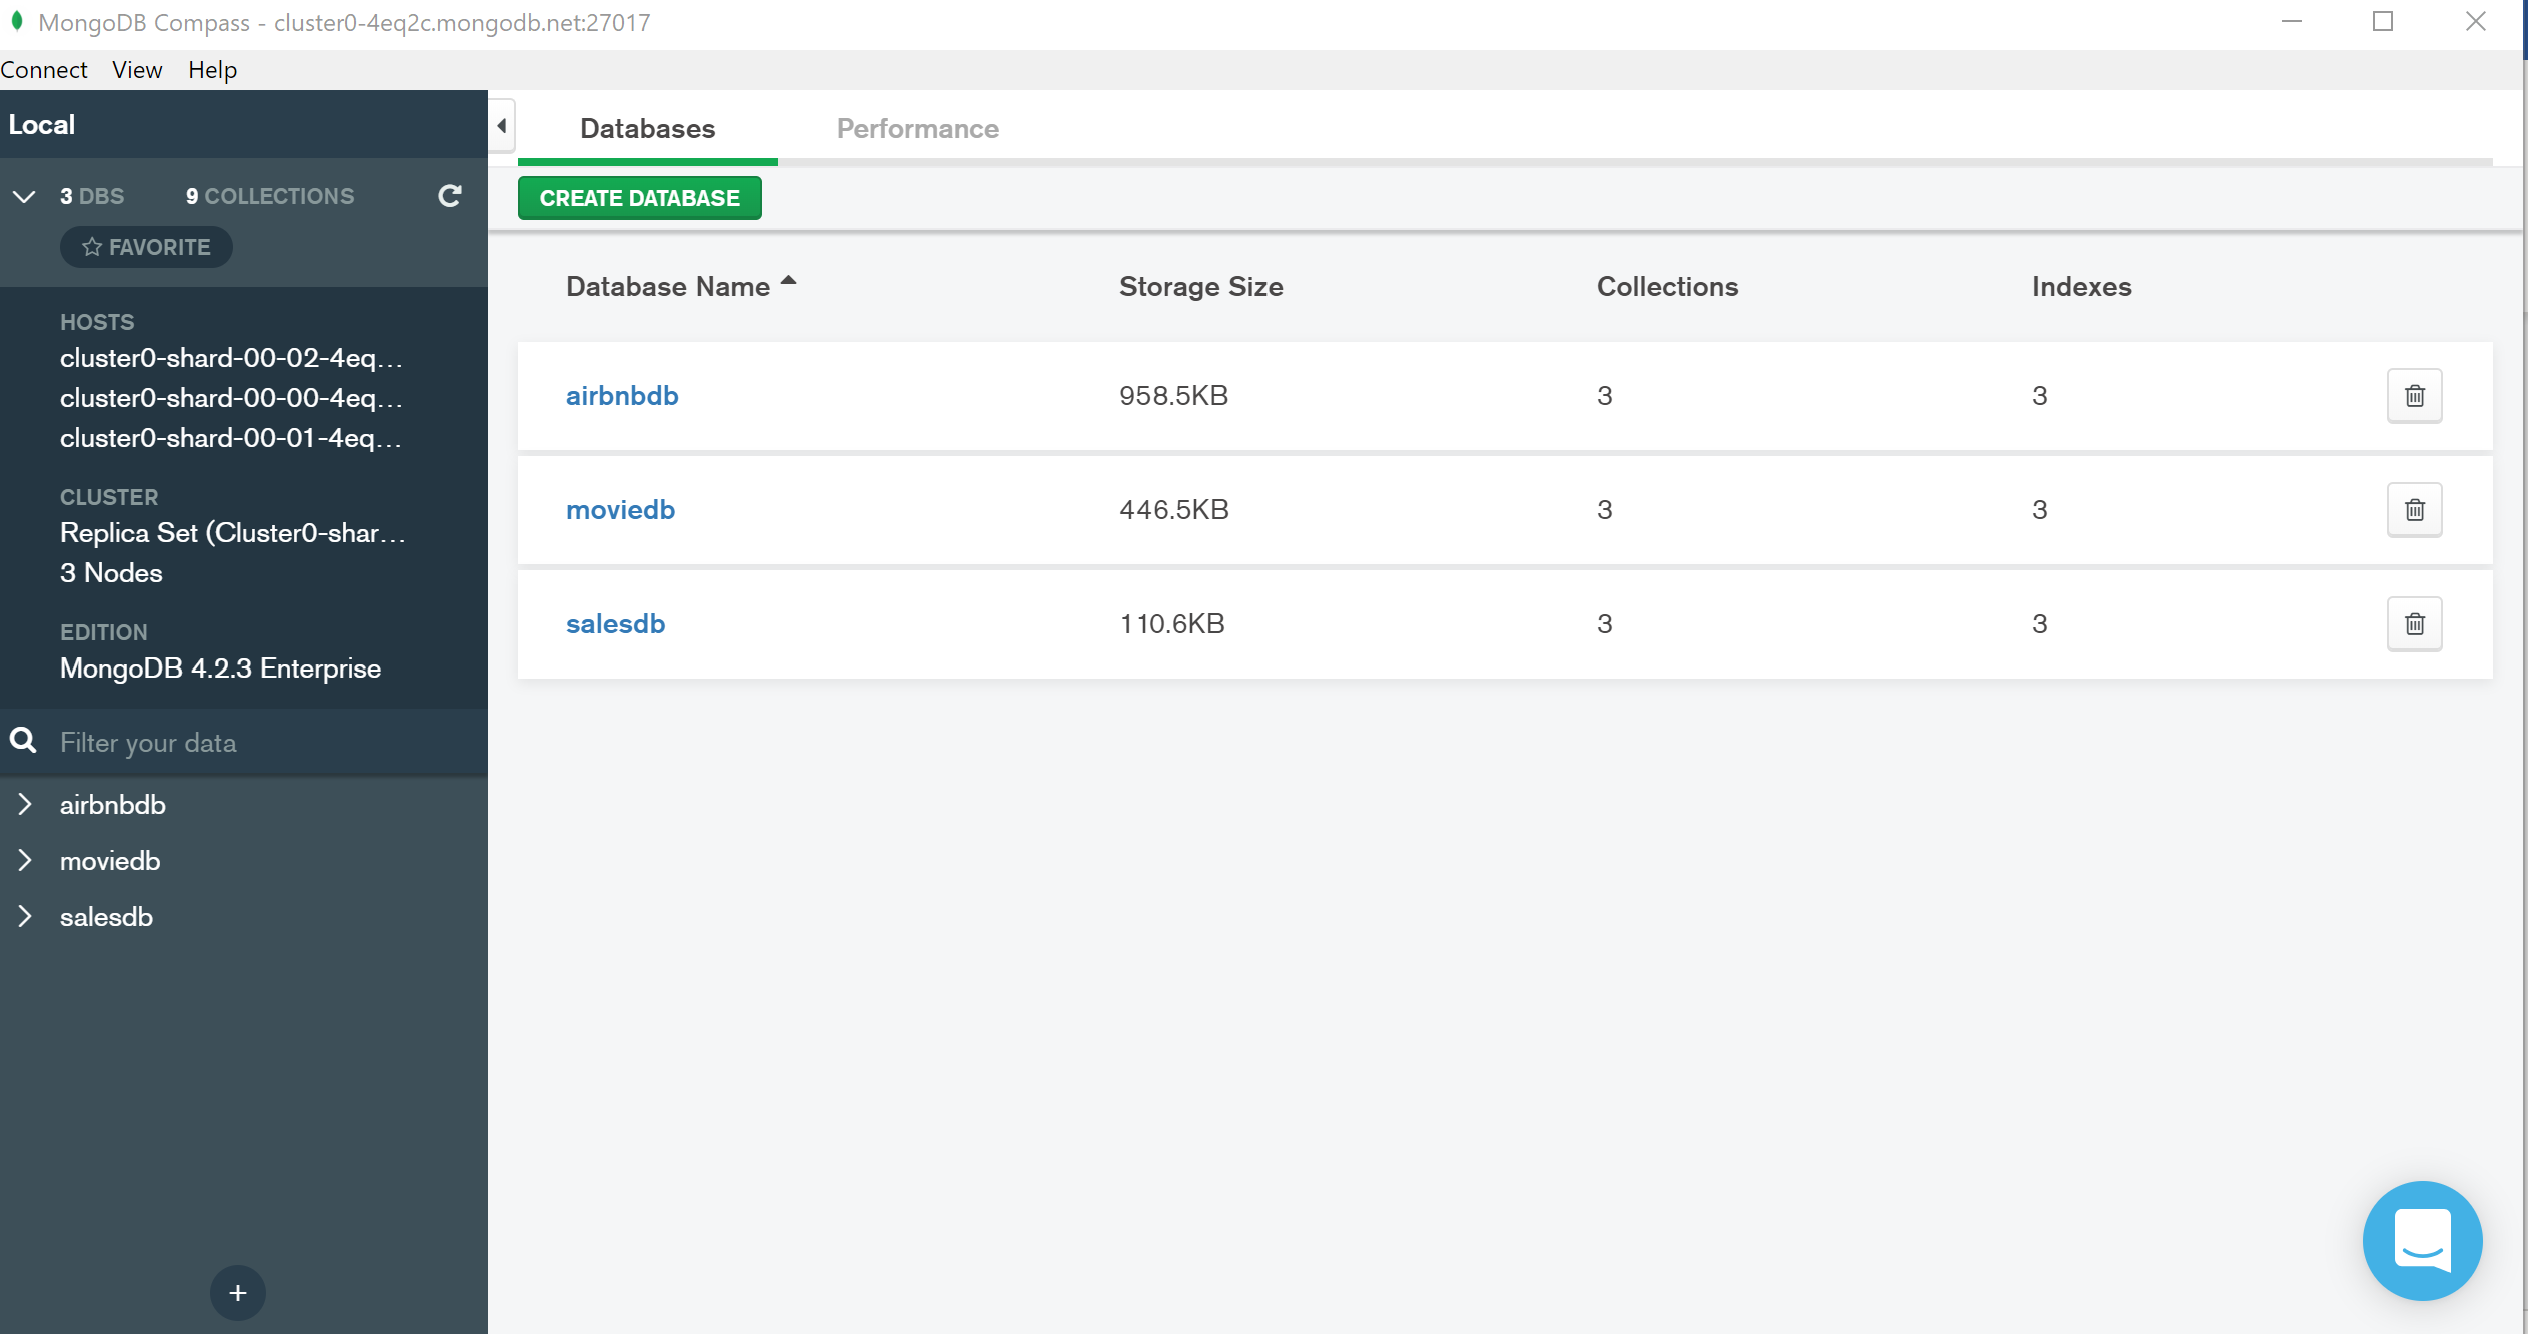 MongoDB Compass - cluster0-4eq2c.mongodb.net:27017
Connect View Help
Local
3 DBS 9 COLLECTIONS
FAVORITE
HOSTS
cluster0-shard-00-02-4eq...
cluster0-shard-00-00-4eq...
cluster0-shard-00-01-4eq...
CLUSTER
Replica Set (Cluster0-shar...
3 Nodes
EDITION
MongoDB 4.2.3 Enterprise
Filter your data
airbnbdb
moviedb
salesdb
+
Databases Performance
CREATE DATABASE
Database Name Storage Size Collections Indexes
airbnbdb 958.5KB 3 3
moviedb 446.5KB 3 3
salesdb 110.6KB 3 3